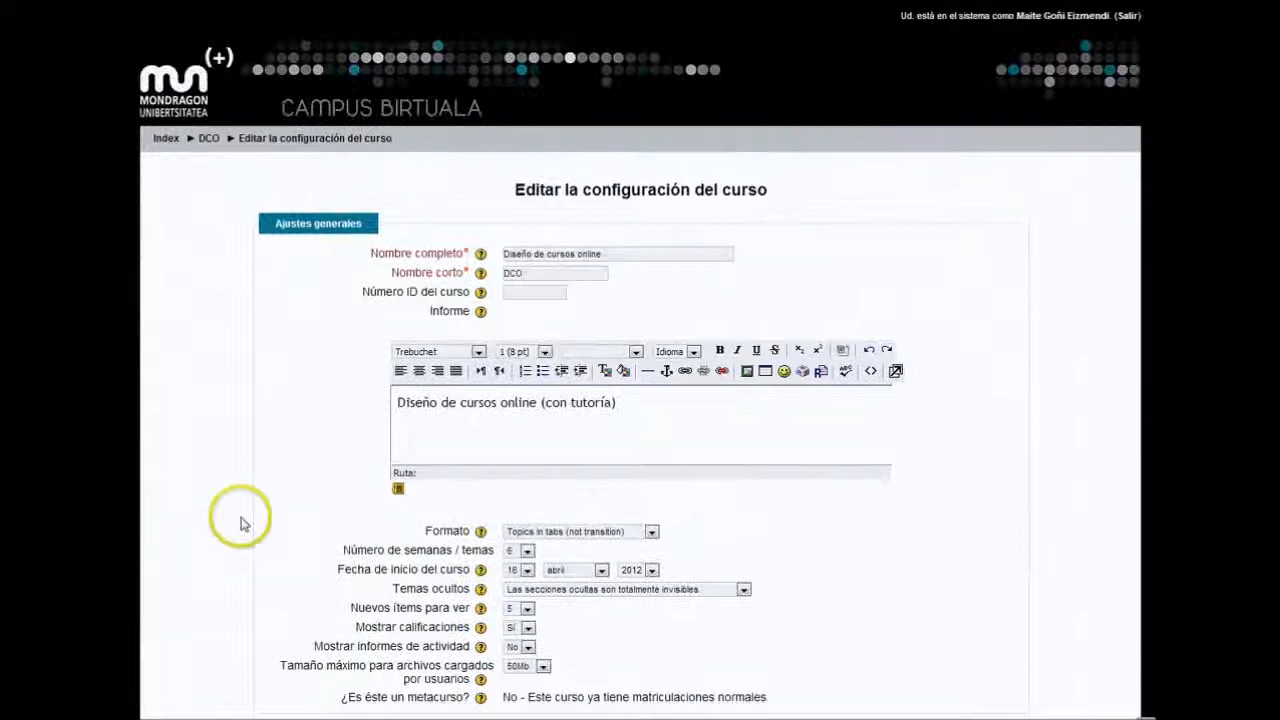 Ud. está en el sistema como Maite Goñi Eizmendi. (Salir)
mun (+)
MONDRAGON
UNIBERTSITATEA
CAMPUS BIRTUALA
Index ► DCO ► Editar la configuración del curso
Editar la configuración del curso
Ajustes generales
Nombre completo* Diseño de cursos online
Nombre corto* DCO
Número ID del curso
Informe
Trebuchet 1 (8 pt) Idioma B I U S
Diseño de cursos online (con tutoría)
Ruta:
Formato Topics in tabs (not transition)
Número de semanas / temas 6
Fecha de inicio del curso 16 abril 2012
Temas ocultos Las secciones ocultas son totalmente invisibles
Nuevos ítems para ver 5
Mostrar calificaciones Sí
Mostrar informes de actividad No
Tamaño máximo para archivos cargados 50Mb
por usuarios
¿Es éste un metacurso? No - Este curso ya tiene matriculaciones normales